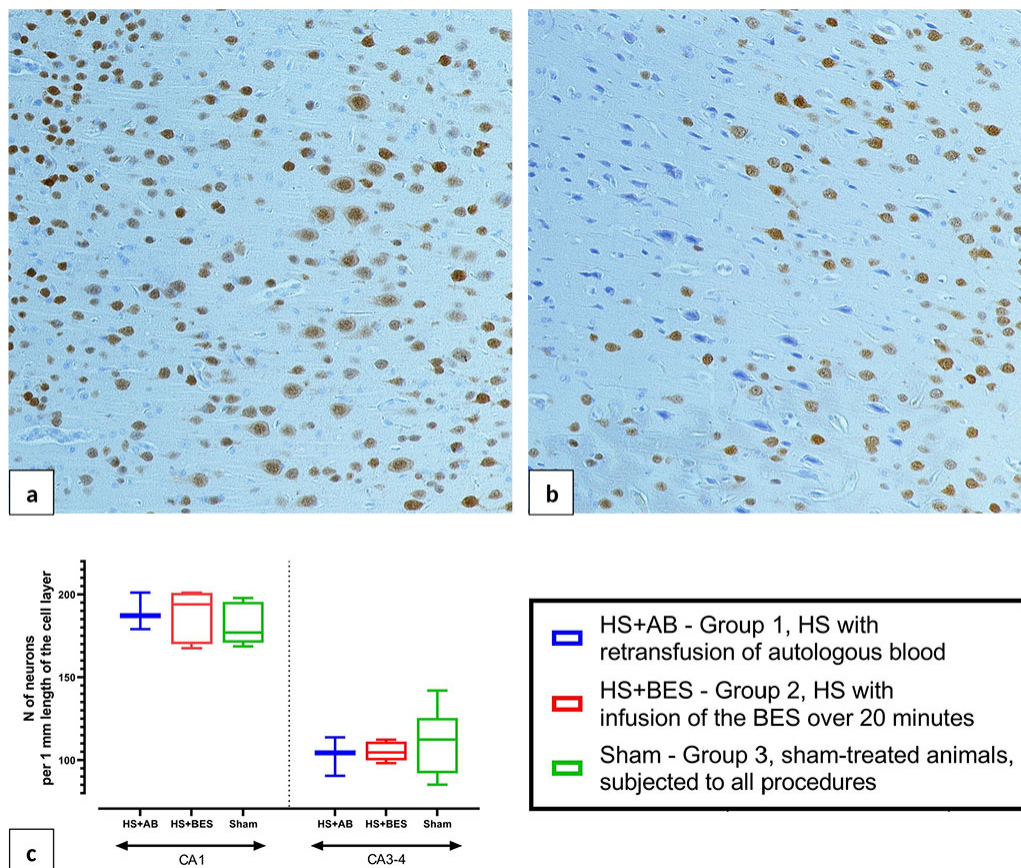 a
b
N of neurons
per 1 mm length of the cell layer
200
150
100
HS+AB
HS+BES
Sham
HS+AB
HS+BES
Sham
CA1
CA3-4
c
HS+AB - Group 1, HS with
retransfusion of autologous blood
HS+BES - Group 2, HS with
infusion of the BES over 20 minutes
Sham - Group 3, sham-treated animals,
subjected to all procedures